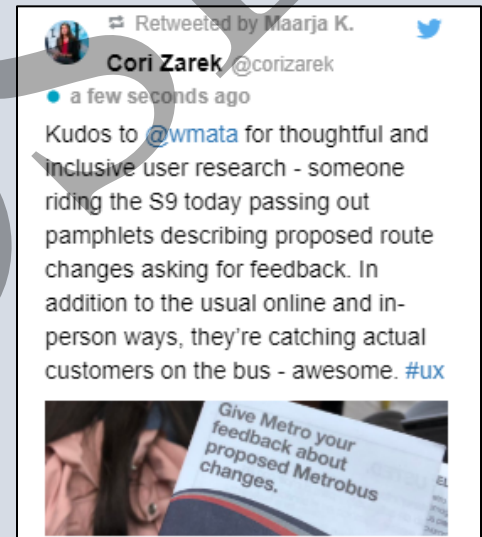 Retweeted by Maarja K.
Cori Zarek @corizarek
a few seconds ago
Kudos to @wmata for thoughtful and
inclusive user research - someone
riding the S9 today passing out
pamphlets describing proposed route
changes asking for feedback. In
addition to the usual online and in-
person ways, they're catching actual
customers on the bus - awesome. #ux
Give Metro your
feedback about
proposed Metrobus
changes.